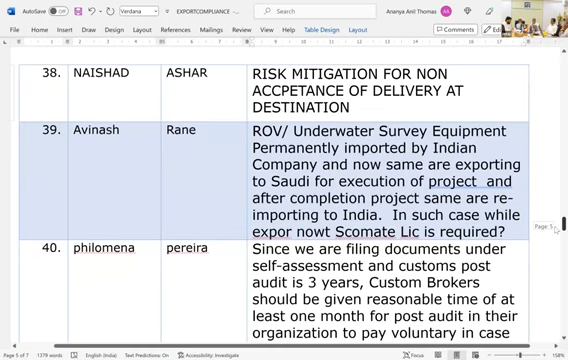 AutoSave Off
Verdana
EXPORTCOMPLIANCE
Search
Ananya Anil Thomas
AA
File Home Insert Draw Design Layout References Mailings Review View Help Table Design Layout
Comments
38. NAISHAD ASHAR RISK MITIGATION FOR NON
ACCPETANCE OF DELIVERY AT
DESTINATION
39. Avinash Rane ROV/ Underwater Survey Equipment
Permanently imported by Indian
Company and now same are exporting
to Saudi for execution of project and
after completion project same are re-
importing to India. In such case while
expor nowt Scomate Lic is required?
40. philomena pereira Since we are filing documents under
self-assessment and customs post
audit is 3 years, Custom Brokers
should be given reasonable time of at
least one month for post audit in their
organization to pay voluntary in case
Page: 5
Page 5 of 7 1379 words English (India) Text Predictions: On Accessibility: Investigate Focus 158%